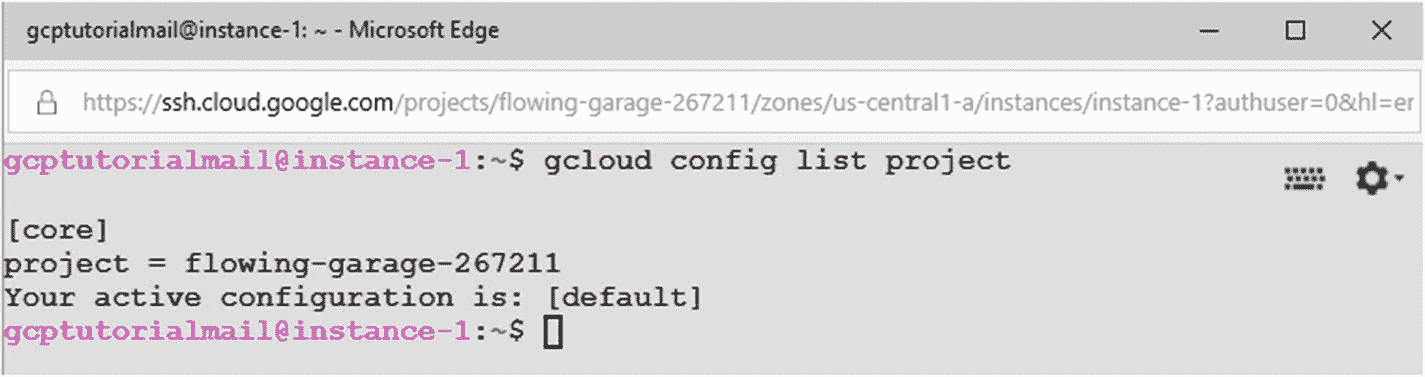 gcptutorialmail@instance-1: ~ - Microsoft Edge
https://ssh.cloud.google.com/projects/flowing-garage-267211/zones/us-central1-a/instances/instance-1?authuser=0&hl=en
gcptutorialmail@instance-1:~$ gcloud config list project
[core]
project = flowing-garage-267211
Your active configuration is: [default]
gcptutorialmail@instance-1:~$